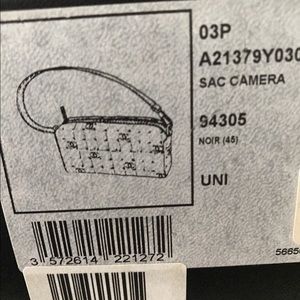 03P
A21379Y030
SAC CAMERA
94305
NOIR (45)
UNI
3 572614 221272